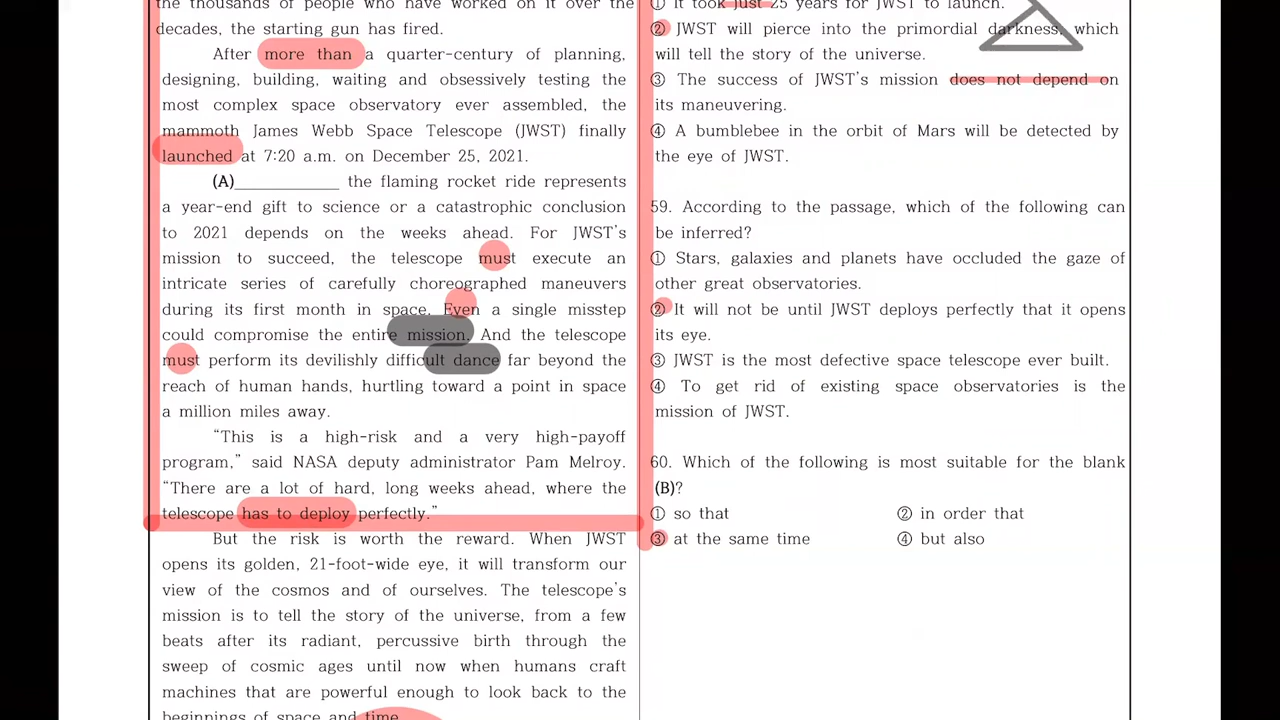 the thousands of people who have worked on it over the
decades, the starting gun has fired.
After more than a quarter-century of planning,
designing, building, waiting and obsessively testing the
most complex space observatory ever assembled, the
mammoth James Webb Space Telescope (JWST) finally
launched at 7:20 a.m. on December 25, 2021.
(A)__________ the flaming rocket ride represents
a year-end gift to science or a catastrophic conclusion
to 2021 depends on the weeks ahead. For JWST's
mission to succeed, the telescope must execute an
intricate series of carefully choreographed maneuvers
during its first month in space. Even a single misstep
could compromise the entire mission. And the telescope
must perform its devilishly difficult dance far beyond the
reach of human hands, hurtling toward a point in space
a million miles away.
"This is a high-risk and a very high-payoff
program," said NASA deputy administrator Pam Melroy.
"There are a lot of hard, long weeks ahead, where the
telescope has to deploy perfectly."
But the risk is worth the reward. When JWST
opens its golden, 21-foot-wide eye, it will transform our
view of the cosmos and of ourselves. The telescope's
mission is to tell the story of the universe, from a few
beats after its radiant, percussive birth through the
sweep of cosmic ages until now when humans craft
machines that are powerful enough to look back to the
beginnings of space and time.
① It took just 25 years for JWST to launch.
② JWST will pierce into the primordial darkness, which
will tell the story of the universe.
③ The success of JWST's mission does not depend on
its maneuvering.
④ A bumblebee in the orbit of Mars will be detected by
the eye of JWST.
59. According to the passage, which of the following can
be inferred?
① Stars, galaxies and planets have occluded the gaze of
other great observatories.
② It will not be until JWST deploys perfectly that it opens
its eye.
③ JWST is the most defective space telescope ever built.
④ To get rid of existing space observatories is the
mission of JWST.
60. Which of the following is most suitable for the blank
(B)?
① so that ② in order that
③ at the same time ④ but also